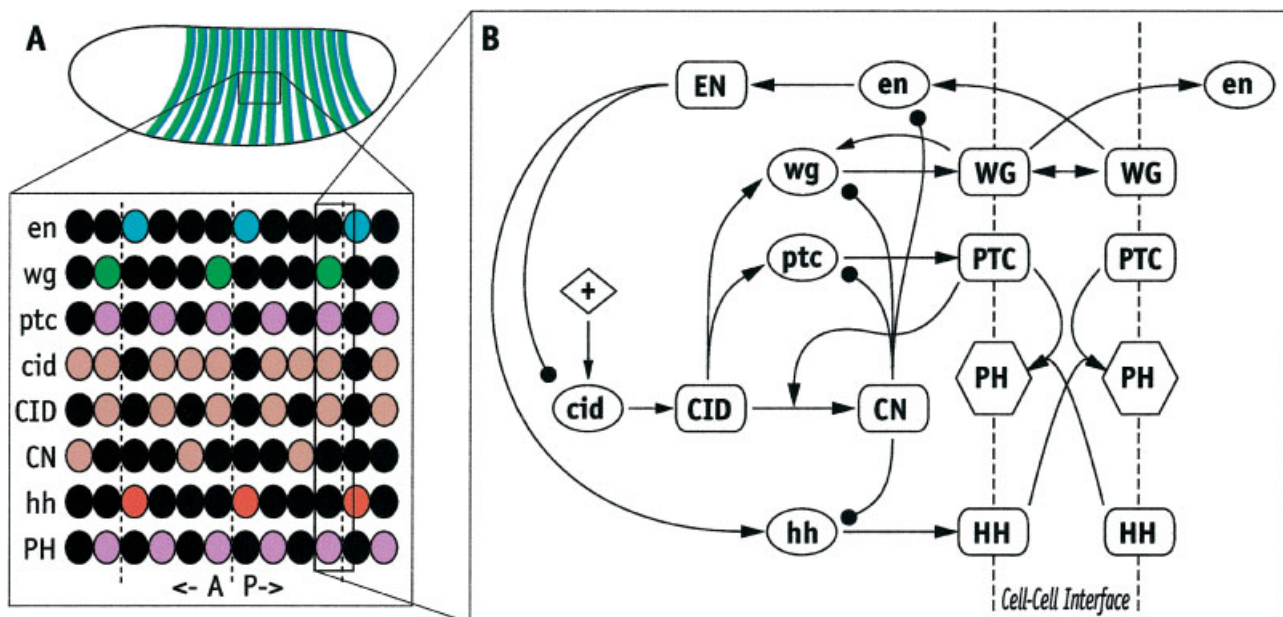 A
en
wg
ptc
cid
CID
CN
hh
PH
<- A P->
B
EN en en
wg WG WG
ptc PTC PTC
+
PH PH
cid CID CN
hh HH HH
Cell-Cell Interface